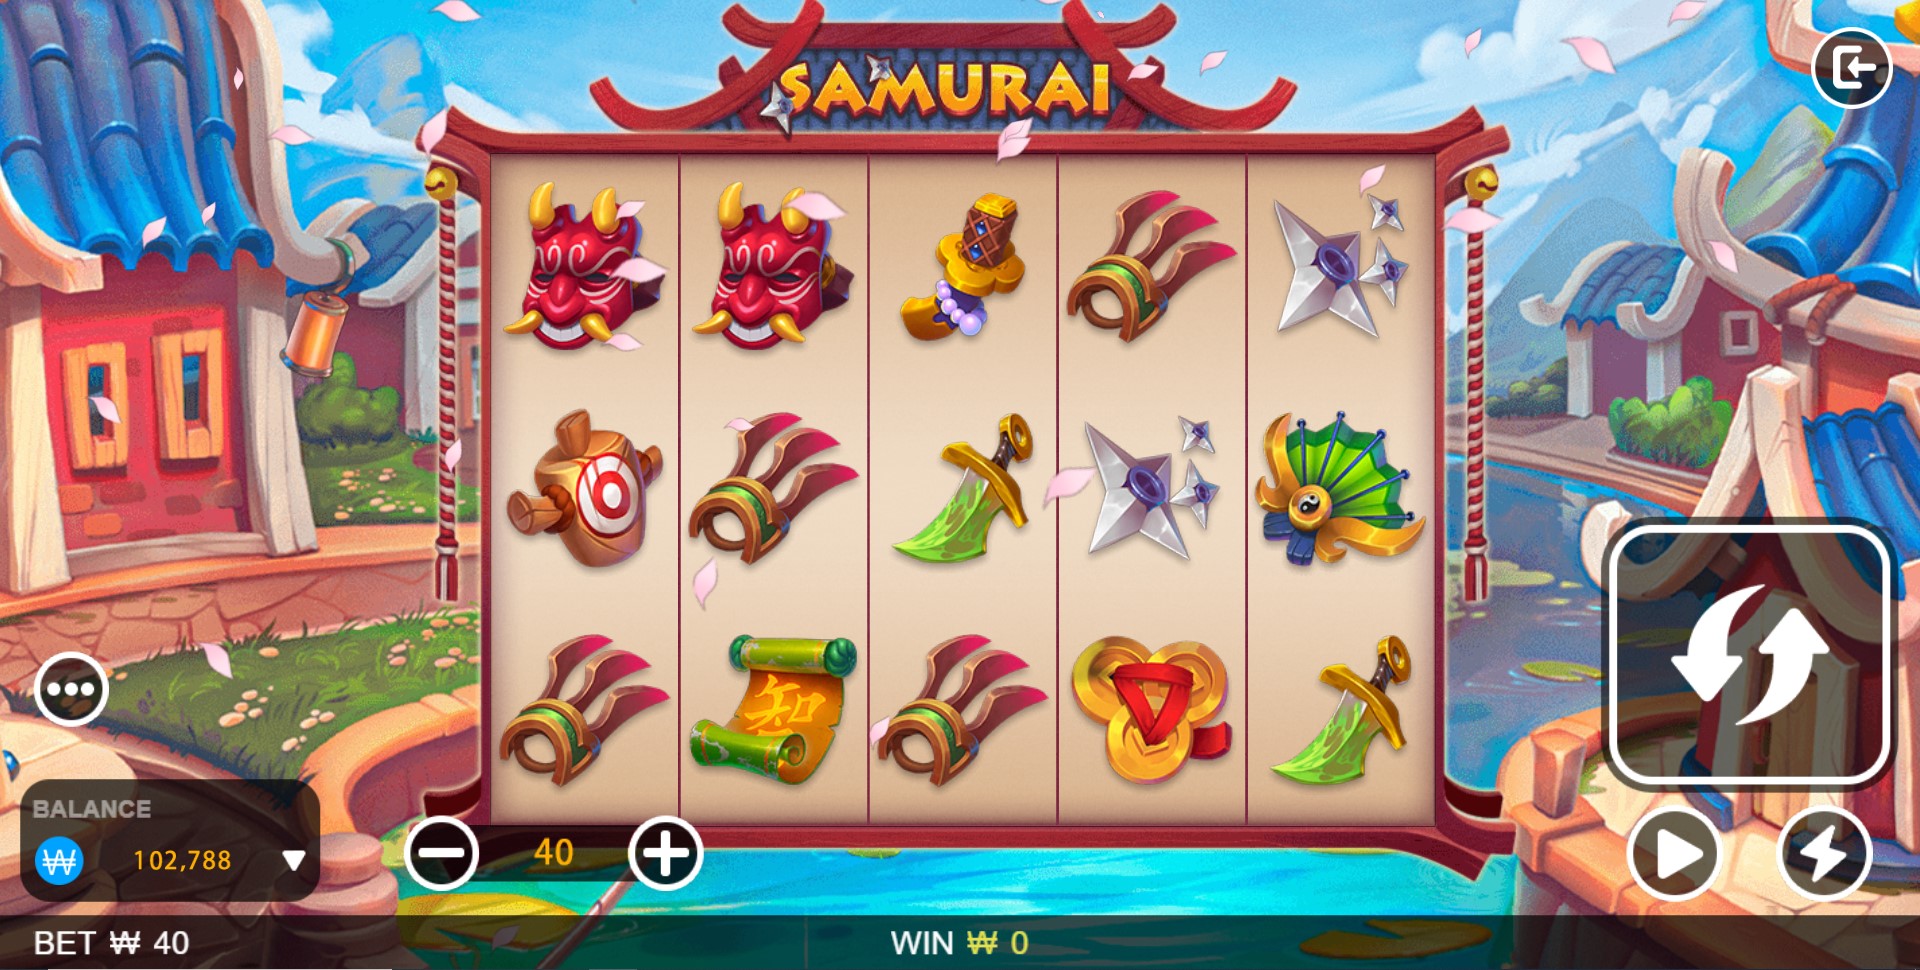 SAMURAI
知
BALANCE
₩ 102,788
40
BET ₩ 40
WIN ₩ 0